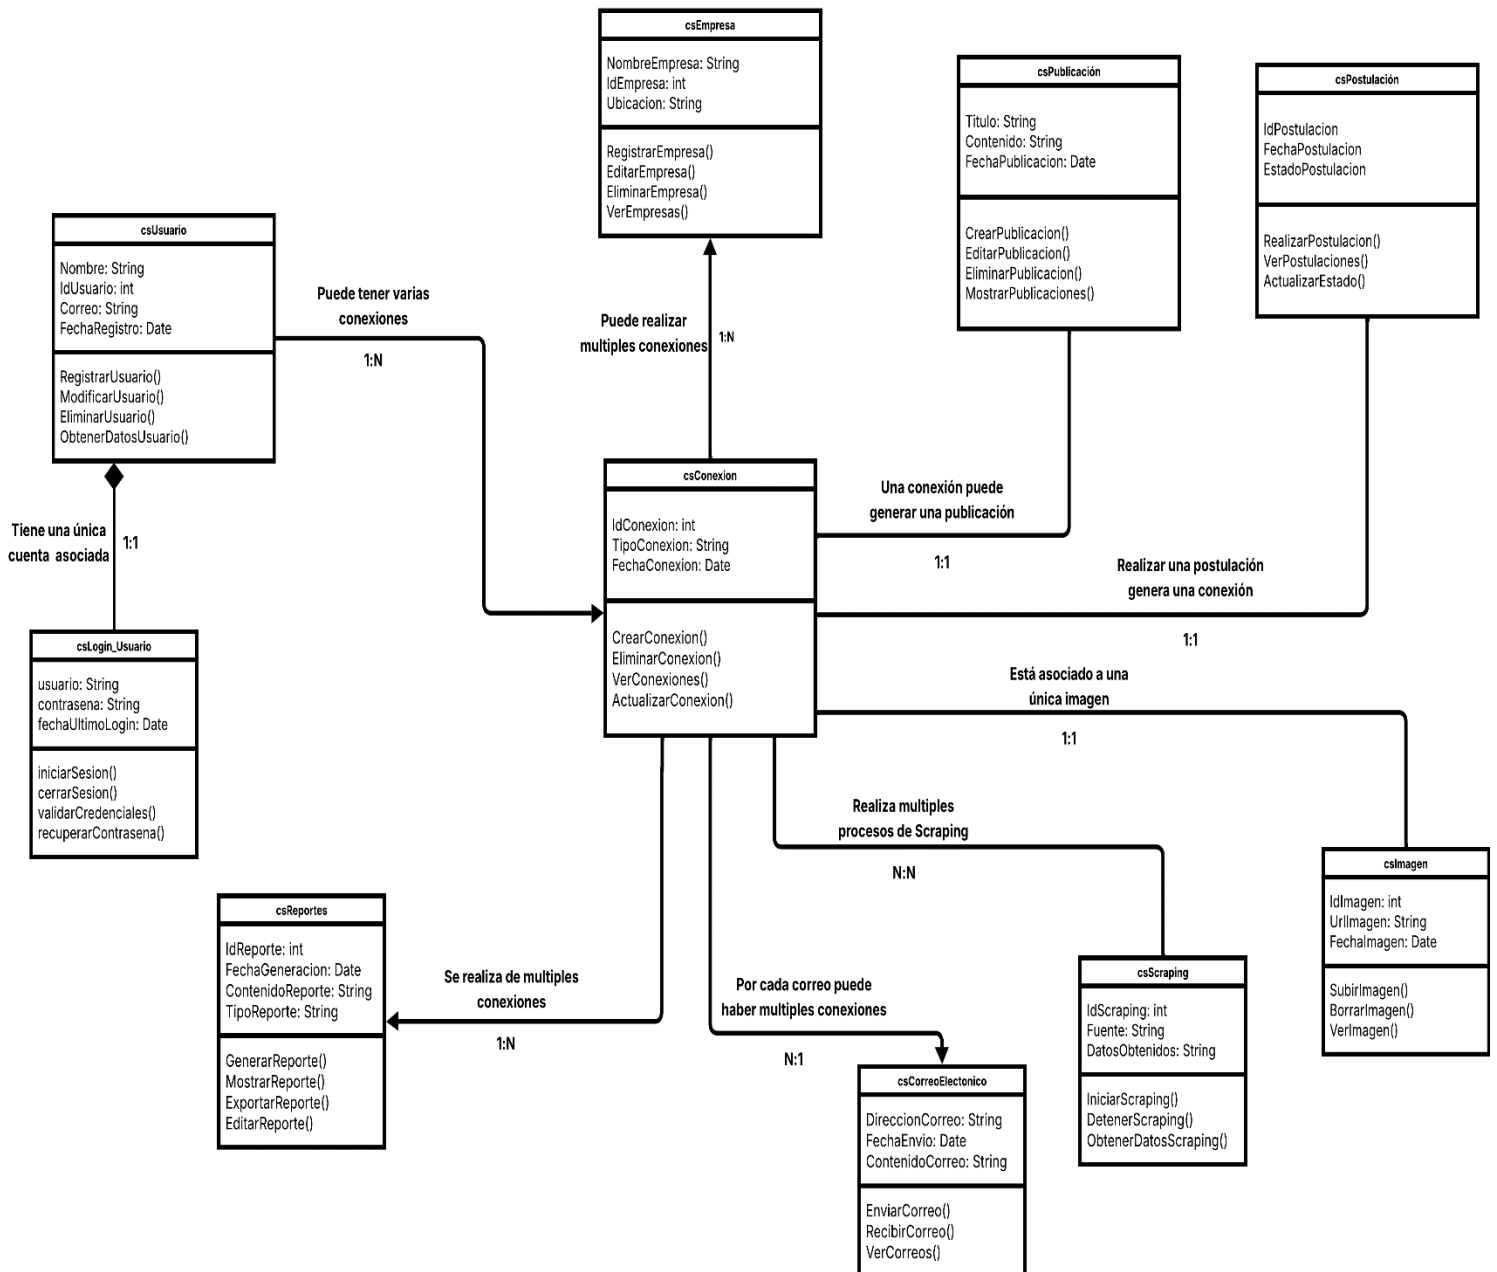 csEmpresa
NombreEmpresa: String
IdEmpresa: int
Ubicacion: String
RegistrarEmpresa()
EditarEmpresa()
EliminarEmpresa()
VerEmpresas()
csPublicación
Titulo: String
Contenido: String
FechaPublicacion: Date
CrearPublicacion()
EditarPublicacion()
EliminarPublicacion()
MostrarPublicaciones()
csPostulación
IdPostulacion
FechaPostulacion
EstadoPostulacion
RealizarPostulacion()
VerPostulaciones()
ActualizarEstado()
csUsuario
Nombre: String
IdUsuario: int
Correo: String
FechaRegistro: Date
RegistrarUsuario()
ModificarUsuario()
EliminarUsuario()
ObtenerDatosUsuario()
Puede tener varias
conexiones
1:N
Puede realizar
multiples conexiones
1:N
csConexion
IdConexion: int
TipoConexion: String
FechaConexion: Date
CrearConexion()
EliminarConexion()
VerConexiones()
ActualizarConexion()
Una conexión puede
generar una publicación
1:1
Realizar una postulación
genera una conexión
1:1
Está asociado a una
única imagen
1:1
Tiene una única
cuenta asociada
1:1
csLogin_Usuario
usuario: String
contrasena: String
fechaUltimoLogin: Date
iniciarSesion()
cerrarSesion()
validarCredenciales()
recuperarContrasena()
Realiza multiples
procesos de Scraping
N:N
csImagen
IdImagen: int
UrlImagen: String
FechaImagen: Date
SubirImagen()
BorrarImagen()
VerImagen()
csReportes
IdReporte: int
FechaGeneracion: Date
ContenidoReporte: String
TipoReporte: String
GenerarReporte()
MostrarReporte()
ExportarReporte()
EditarReporte()
Se realiza de multiples
conexiones
1:N
Por cada correo puede
haber multiples conexiones
N:1
csScraping
IdScraping: int
Fuente: String
DatosObtenidos: String
IniciarScraping()
DetenerScraping()
ObtenerDatosScraping()
csCorreoElectonico
DireccionCorreo: String
FechaEnvio: Date
ContenidoCorreo: String
EnviarCorreo()
RecibirCorreo()
VerCorreos()